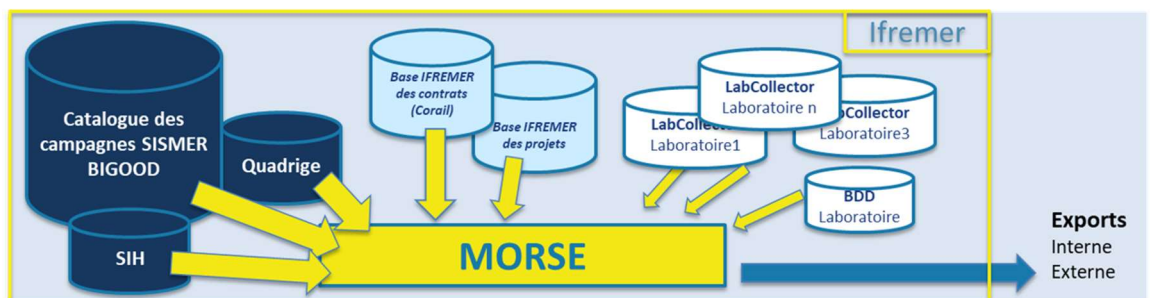 Ifremer
Catalogue des
campagnes SISMER
BIGOOD
Quadrige
SIH
Base IFREMER
des contrats
(Corail)
Base IFREMER
des projets
LabCollector
Laboratoire n
LabCollect
Laboratoire1
bCollector
Laboratoire3
BDD
Laboratoire
MORSE
Exports
Interne
Externe